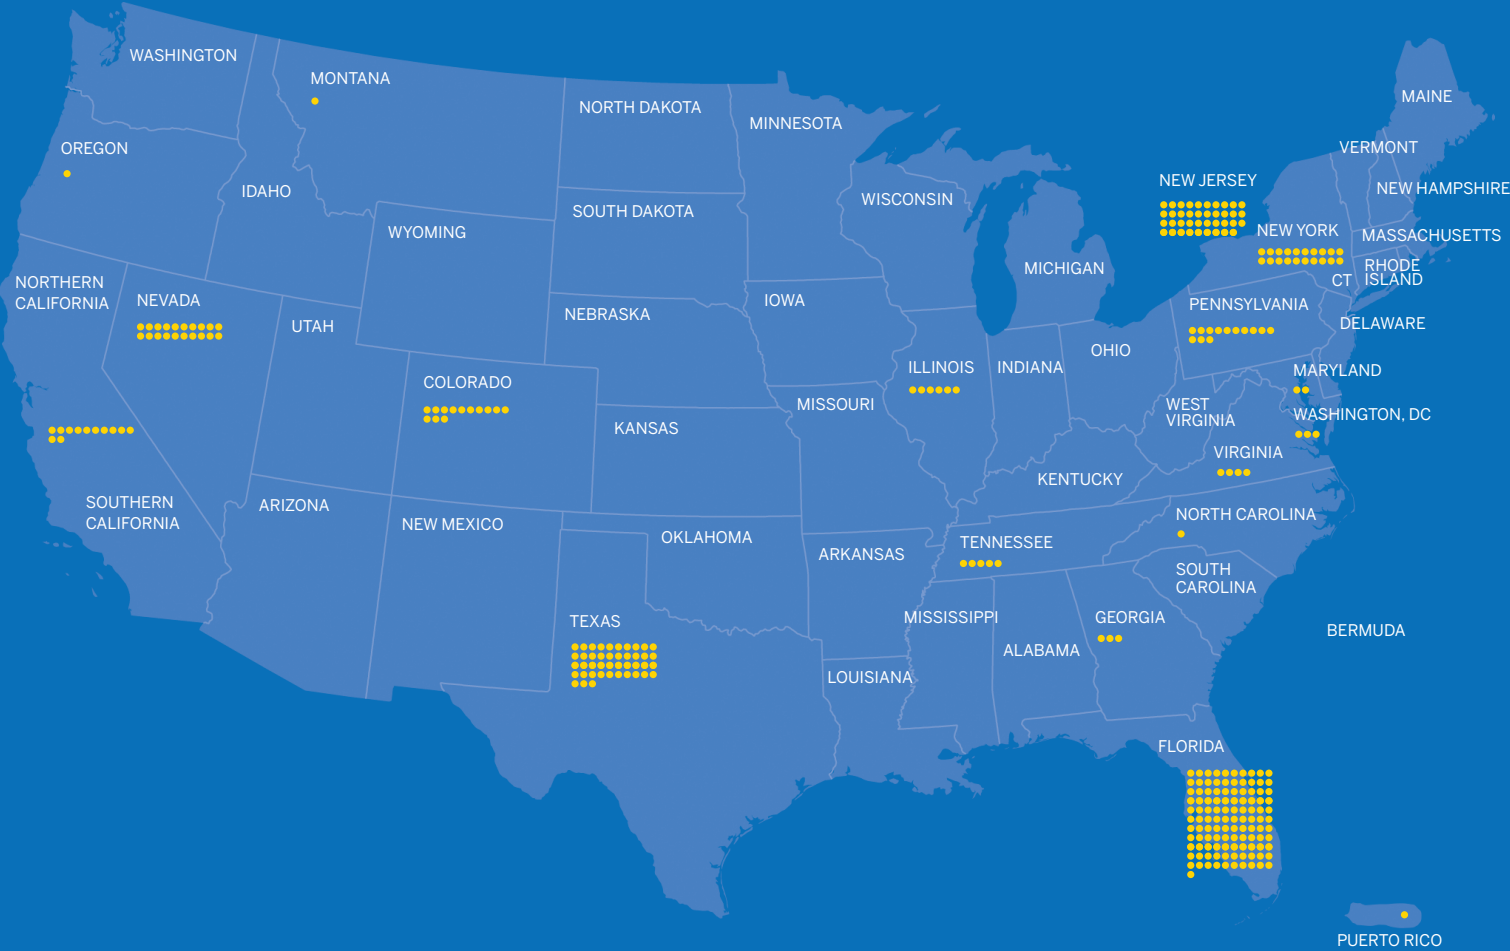 WASHINGTON
MONTANA
NORTH DAKOTA
MINNESOTA
MAINE
OREGON
VERMONT
IDAHO
WISCONSIN
NEW JERSEY
NEW HAMPSHIRE
WYOMING
SOUTH DAKOTA
MICHIGAN
NEW YORK
MASSACHUSETTS
RHODE
ISLAND
CT
NORTHERN
CALIFORNIA
NEVADA
UTAH
NEBRASKA
IOWA
PENNSYLVANIA
DELAWARE
COLORADO
ILLINOIS
INDIANA
OHIO
MARYLAND
KANSAS
MISSOURI
WEST
VIRGINIA
WASHINGTON, DC
VIRGINIA
KENTUCKY
SOUTHERN
CALIFORNIA
ARIZONA
NEW MEXICO
OKLAHOMA
ARKANSAS
TENNESSEE
NORTH CAROLINA
SOUTH
CAROLINA
TEXAS
MISSISSIPPI
GEORGIA
BERMUDA
ALABAMA
LOUISIANA
FLORIDA
PUERTO RICO